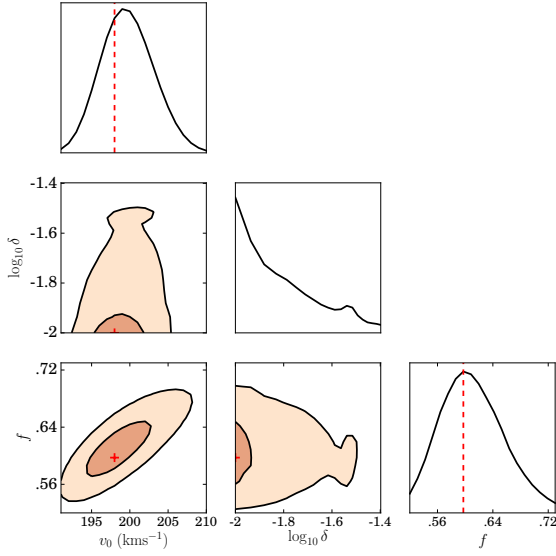 -1.4
-1.6
-1.8
-2
log₁₀ δ
.72
.64
.56
f
195 200 205 210
v₀ (kms⁻¹)
-2 -1.8 -1.6 -1.4
log₁₀ δ
.56 .64 .72
f